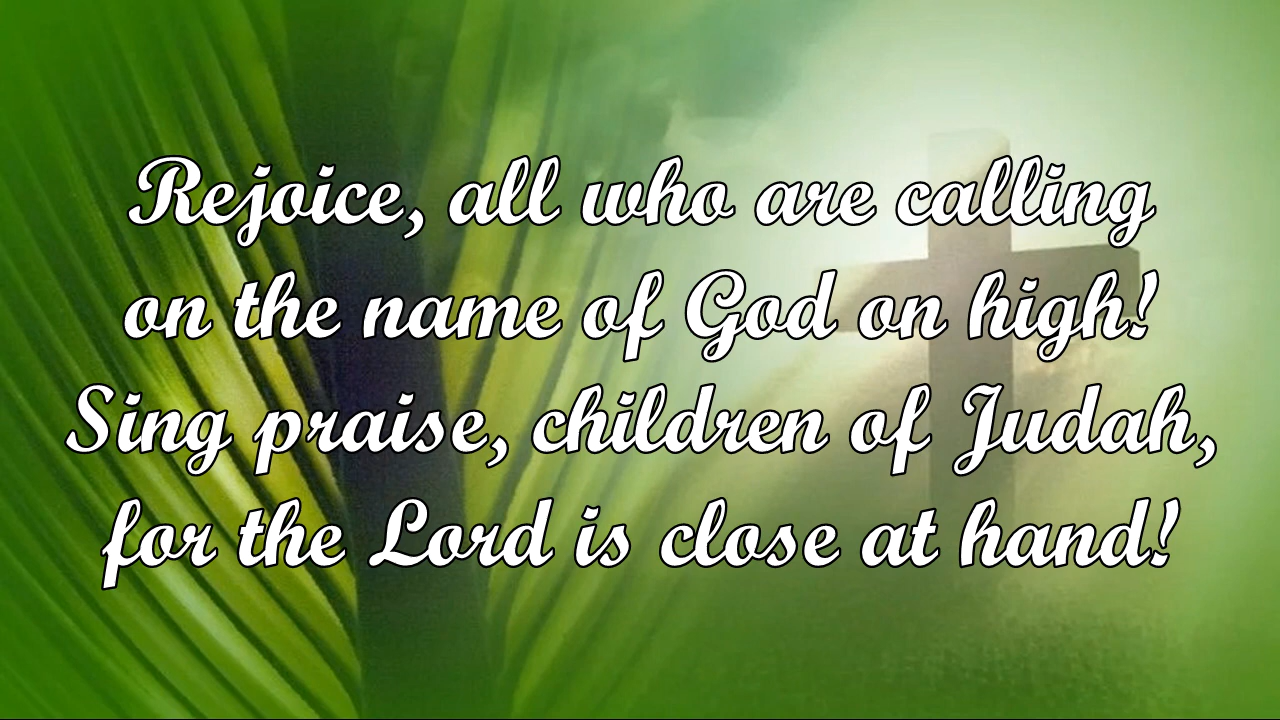 Rejoice, all who are calling
on the name of God on high!
Sing praise, children of Judah,
for the Lord is close at hand!